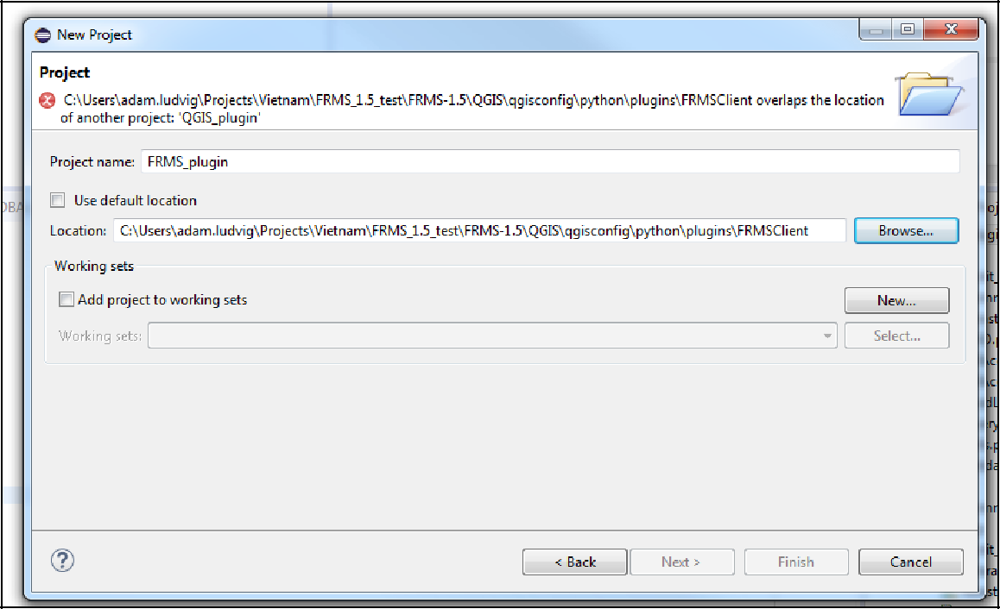 New Project
Project
C:\Users\adam.ludvig\Projects\Vietnam\FRMS_1.5_test\FRMS-1.5\QGIS\qgisconfig\python\plugins\FRMSClient overlaps the location
of another project: 'QGIS_plugin'
Project name: FRMS_plugin
Use default location
Location: C:\Users\adam.ludvig\Projects\Vietnam\FRMS_1.5_test\FRMS-1.5\QGIS\qgisconfig\python\plugins\FRMSClient Browse...
Working sets
Add project to working sets New...
Working sets: Select...
< Back Next > Finish Cancel